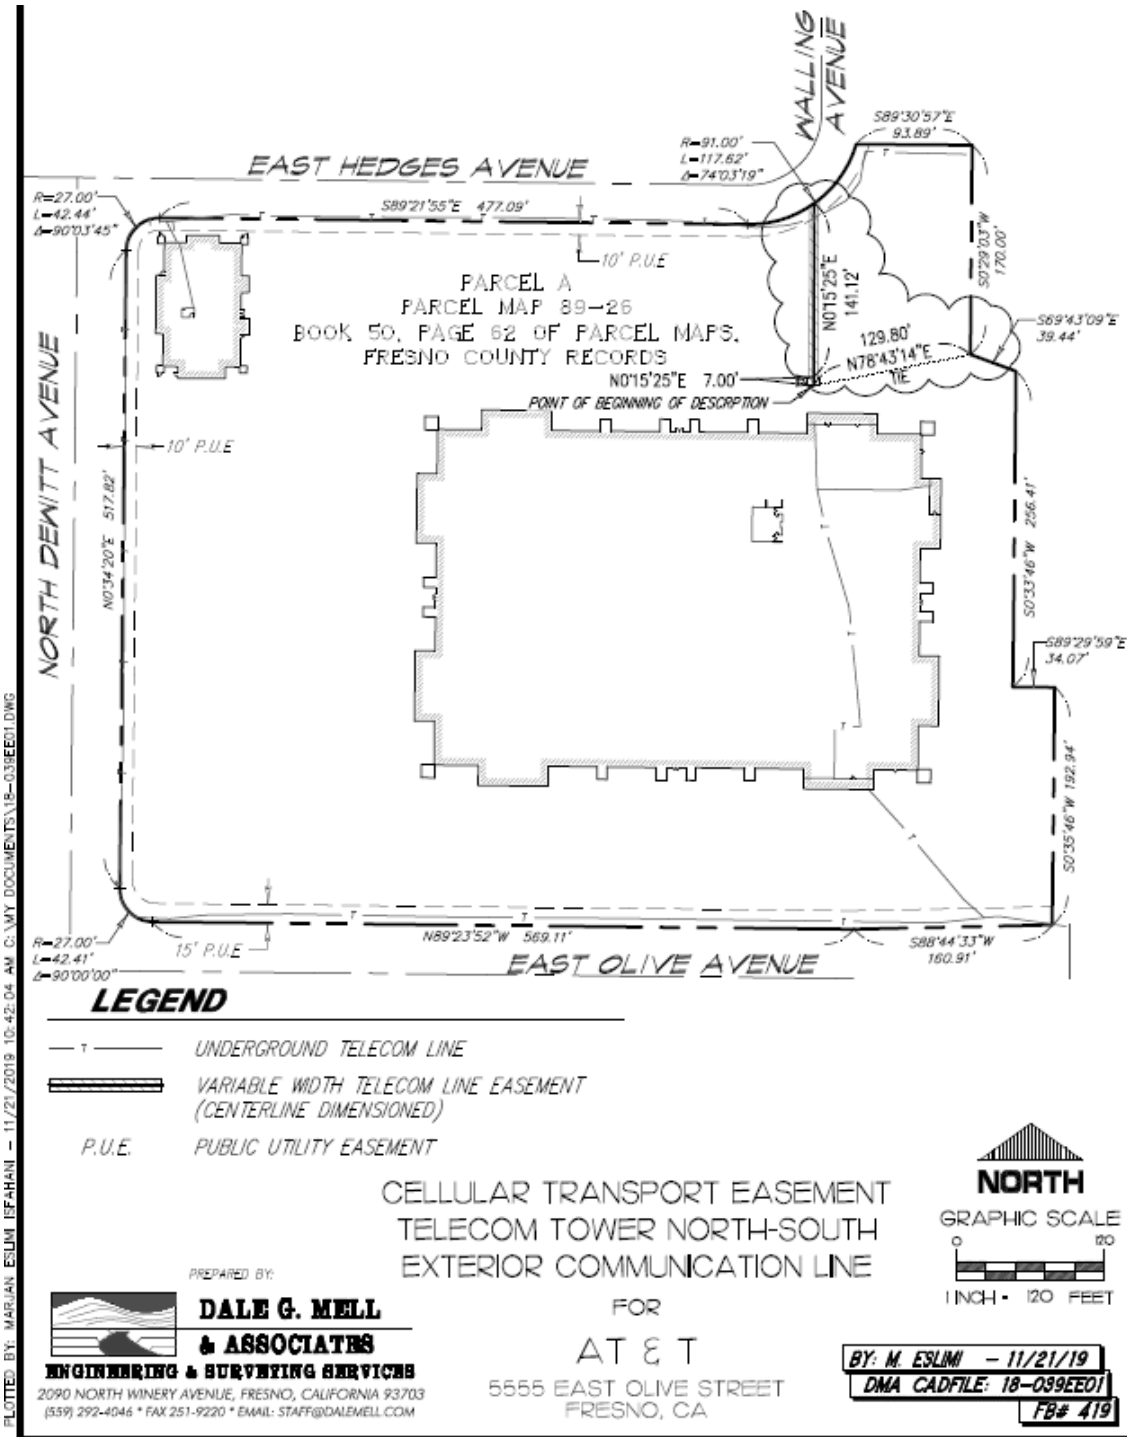 WALLING
AVENUE
S89°30'57"E
93.89'
R=91.00'
L=117.62'
Δ=74°03'19"
EAST HEDGES AVENUE
R=27.00'
L=42.44'
Δ=90°03'45"
S89°21'55"E 477.09'
10' P.U.E
S0°29'03"W
170.00'
N0°15'25"E
141.12'
PARCEL A
PARCEL MAP 89-26
BOOK 50, PAGE 62 OF PARCEL MAPS,
FRESNO COUNTY RECORDS
S69°43'09"E
39.44'
129.80'
N78°43'14"E
TIE
N0°15'25"E 7.00'
POINT OF BEGINNING OF DESCRPTION
NORTH DEWITT AVENUE
10' P.U.E
N0°34'20"E 517.82'
T
S0°33'46"W 256.41'
S89°29'59"E
34.07'
S0°35'46"W 192.94'
R=27.00'
L=42.41'
Δ=90°00'00"
15' P.U.E
N89°23'52"W 569.11'
S88°44'33"W
160.91'
EAST OLIVE AVENUE
LEGEND
T UNDERGROUND TELECOM LINE
VARIABLE WIDTH TELECOM LINE EASEMENT
(CENTERLINE DIMENSIONED)
P.U.E. PUBLIC UTILITY EASEMENT
CELLULAR TRANSPORT EASEMENT
TELECOM TOWER NORTH-SOUTH
EXTERIOR COMMUNICATION LINE
FOR
AT & T
5555 EAST OLIVE STREET
FRESNO, CA
NORTH
GRAPHIC SCALE
0 120
1 INCH = 120 FEET
PREPARED BY:
DALE G. MELL
& ASSOCIATES
ENGINEERING & SURVEYING SERVICES
2090 NORTH WINERY AVENUE, FRESNO, CALIFORNIA 93703
(559) 292-4046 * FAX 251-9220 * EMAIL: STAFF@DALEMELL.COM
BY: M. ESLIMI - 11/21/19
DMA CADFILE: 18-039EE01
FB# 419
PLOTTED BY: MARJAN ESLIMI ISFAHANI - 11/21/2019 10:42:04 AM C:\MY DOCUMENTS\18-039EE01.DWG